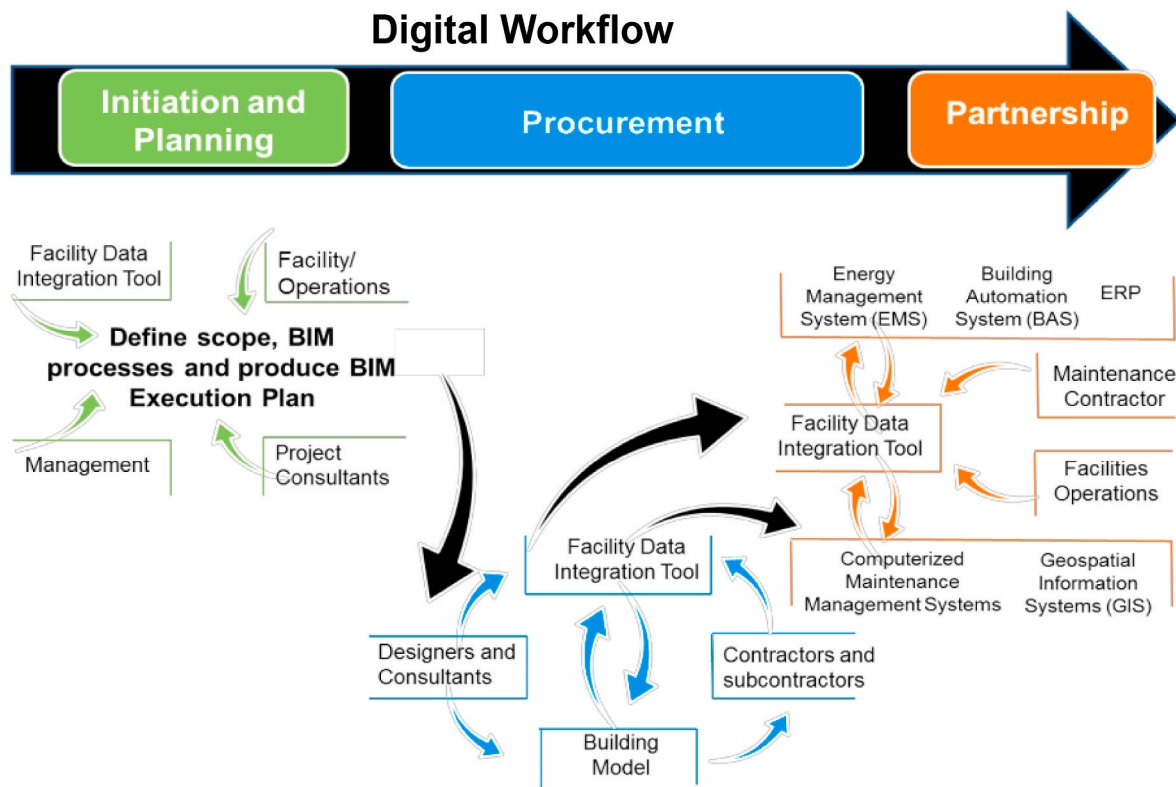 Digital Workflow
Initiation and
Planning
Procurement
Partnership
Facility Data
Integration Tool
Facility/
Operations
Define scope, BIM
processes and produce BIM
Execution Plan
Management
Project
Consultants
Facility Data
Integration Tool
Designers and
Consultants
Contractors and
subcontractors
Building
Model
Energy
Management
System (EMS)
Building
Automation
System (BAS)
ERP
Maintenance
Contractor
Facility Data
Integration Tool
Facilities
Operations
Computerized
Maintenance
Management Systems
Geospatial
Information
Systems (GIS)